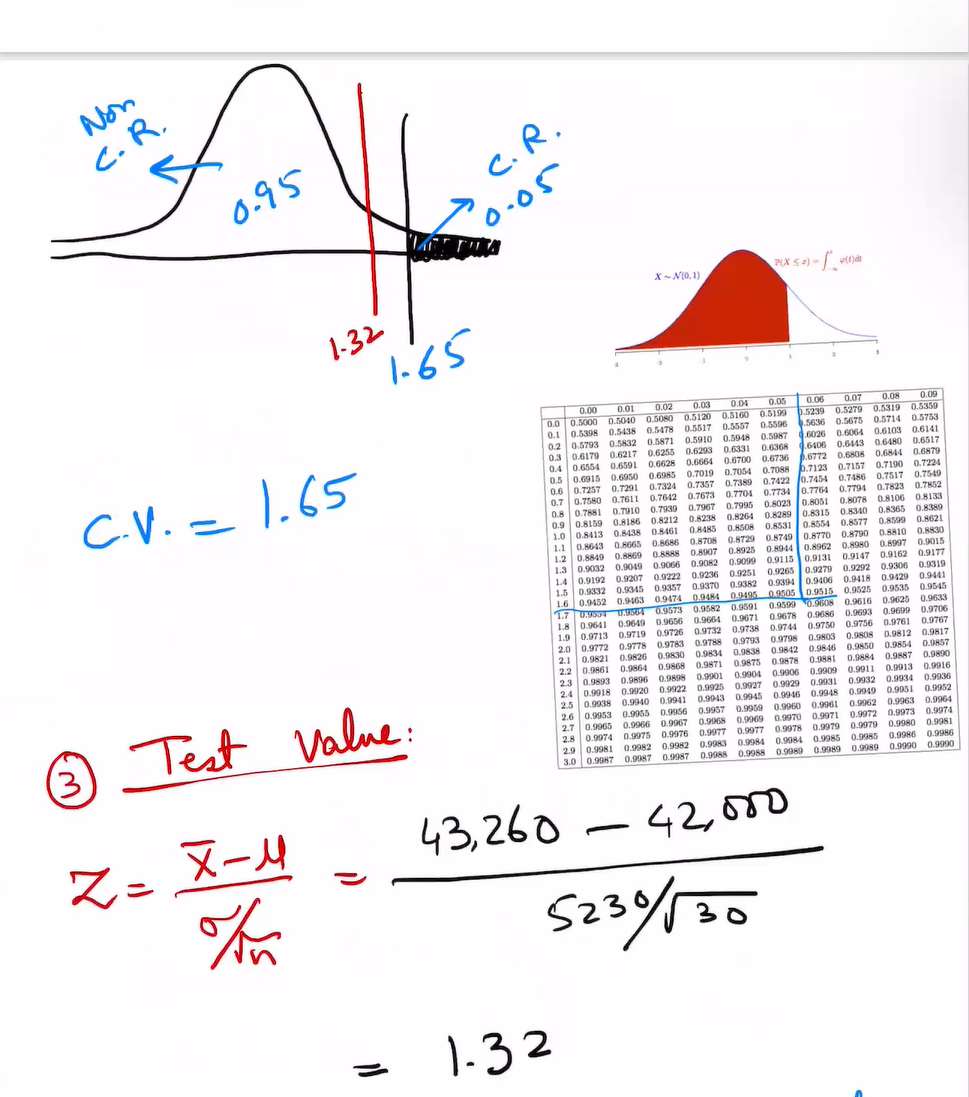 Non
C.R.
0.95
C.R.
0.05
1.32
1.65
X ∼ N(0,1)
P(X ≤ x) = ∫ φ(t)dt
C.V. = 1.65
0.00 0.01 0.02 0.03 0.04 0.05 0.06 0.07 0.08 0.09
0.0 0.5000 0.5040 0.5080 0.5120 0.5160 0.5199 0.5239 0.5279 0.5319 0.5359
0.1 0.5398 0.5438 0.5478 0.5517 0.5557 0.5596 0.5636 0.5675 0.5714 0.5753
0.2 0.5793 0.5832 0.5871 0.5910 0.5948 0.5987 0.6026 0.6064 0.6103 0.6141
0.3 0.6179 0.6217 0.6255 0.6293 0.6331 0.6368 0.6406 0.6443 0.6480 0.6517
0.4 0.6554 0.6591 0.6628 0.6664 0.6700 0.6736 0.6772 0.6808 0.6844 0.6879
0.5 0.6915 0.6950 0.6985 0.7019 0.7054 0.7088 0.7123 0.7157 0.7190 0.7224
0.6 0.7257 0.7291 0.7324 0.7357 0.7389 0.7422 0.7454 0.7486 0.7517 0.7549
0.7 0.7580 0.7611 0.7642 0.7673 0.7704 0.7734 0.7764 0.7794 0.7823 0.7852
0.8 0.7881 0.7910 0.7939 0.7967 0.7995 0.8023 0.8051 0.8078 0.8106 0.8133
0.9 0.8159 0.8186 0.8212 0.8238 0.8264 0.8289 0.8315 0.8340 0.8365 0.8389
1.0 0.8413 0.8438 0.8461 0.8485 0.8508 0.8531 0.8554 0.8577 0.8599 0.8621
1.1 0.8643 0.8665 0.8686 0.8708 0.8729 0.8749 0.8770 0.8790 0.8810 0.8830
1.2 0.8849 0.8869 0.8888 0.8907 0.8925 0.8944 0.8962 0.8980 0.8997 0.9015
1.3 0.9032 0.9049 0.9066 0.9082 0.9099 0.9115 0.9131 0.9147 0.9162 0.9177
1.4 0.9192 0.9207 0.9222 0.9236 0.9251 0.9265 0.9279 0.9292 0.9306 0.9319
1.5 0.9332 0.9345 0.9357 0.9370 0.9382 0.9394 0.9406 0.9418 0.9429 0.9441
1.6 0.9452 0.9463 0.9474 0.9484 0.9495 0.9505 0.9515 0.9525 0.9535 0.9545
1.7 0.9554 0.9564 0.9573 0.9582 0.9591 0.9599 0.9608 0.9616 0.9625 0.9633
1.8 0.9641 0.9649 0.9656 0.9664 0.9671 0.9678 0.9686 0.9693 0.9699 0.9706
1.9 0.9713 0.9719 0.9726 0.9732 0.9738 0.9744 0.9750 0.9756 0.9761 0.9767
2.0 0.9772 0.9778 0.9783 0.9788 0.9793 0.9798 0.9803 0.9808 0.9812 0.9817
2.1 0.9821 0.9826 0.9830 0.9834 0.9838 0.9842 0.9846 0.9850 0.9854 0.9857
2.2 0.9861 0.9864 0.9868 0.9871 0.9875 0.9878 0.9881 0.9884 0.9887 0.9890
2.3 0.9893 0.9896 0.9898 0.9901 0.9904 0.9906 0.9909 0.9911 0.9913 0.9916
2.4 0.9918 0.9920 0.9922 0.9925 0.9927 0.9929 0.9931 0.9932 0.9934 0.9936
2.5 0.9938 0.9940 0.9941 0.9943 0.9945 0.9946 0.9948 0.9949 0.9951 0.9952
2.6 0.9953 0.9955 0.9956 0.9957 0.9959 0.9960 0.9961 0.9962 0.9963 0.9964
2.7 0.9965 0.9966 0.9967 0.9968 0.9969 0.9970 0.9971 0.9972 0.9973 0.9974
2.8 0.9974 0.9975 0.9976 0.9977 0.9977 0.9978 0.9979 0.9979 0.9980 0.9981
2.9 0.9981 0.9982 0.9982 0.9983 0.9984 0.9984 0.9985 0.9985 0.9986 0.9986
3.0 0.9987 0.9987 0.9987 0.9988 0.9988 0.9989 0.9989 0.9989 0.9990 0.9990
③ Test Value:
Z = x̄-μ / σ/√n = 43,260 - 42,000 / 5230/√30
= 1.32